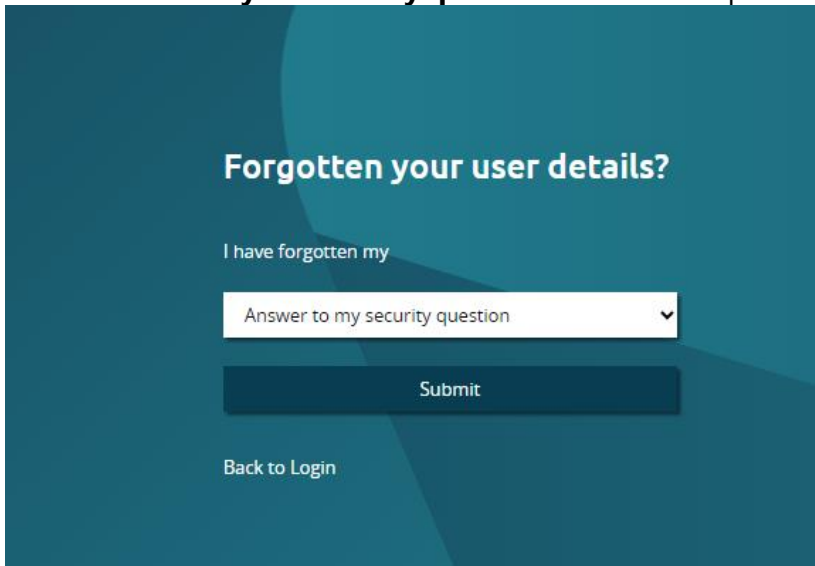 Forgotten your user details?
I have forgotten my
Answer to my security question
Submit
Back to Login